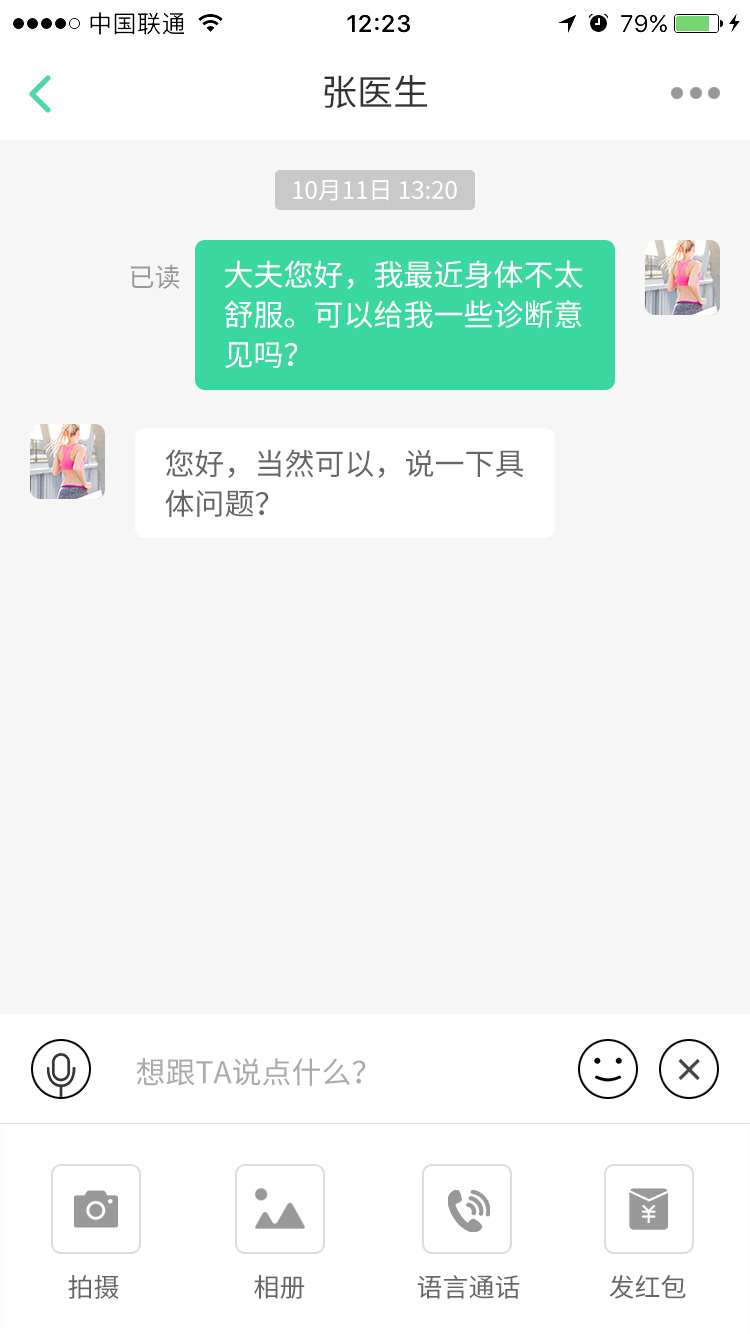 中国联通 12:23 79%
张医生
10月11日 13:20
已读
大夫您好，我最近身体不太
舒服。可以给我一些诊断意
见吗？
您好，当然可以，说一下具
体问题？
想跟TA说点什么？
¥
拍摄 相册 语言通话 发红包